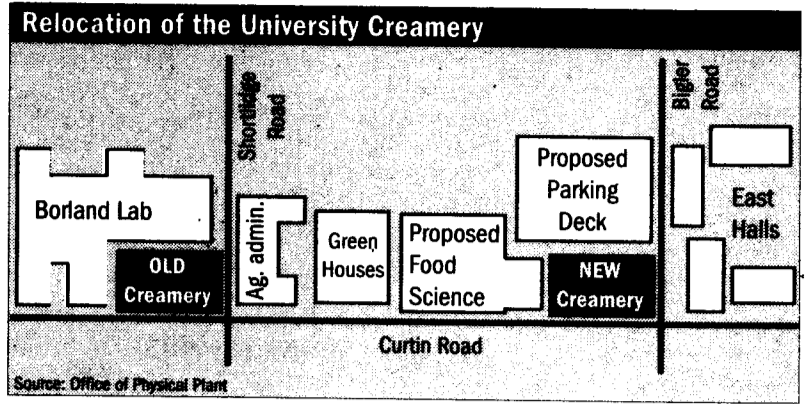 Relocation of the University Creamery
Shortlidge
Road
Bigler
Road
Borland Lab
OLD
Creamery
Ag. admin.
Green
Houses
Proposed
Food
Science
Proposed
Parking
Deck
NEW
Creamery
East
Halls
Curtin Road
Source: Office of Physical Plant